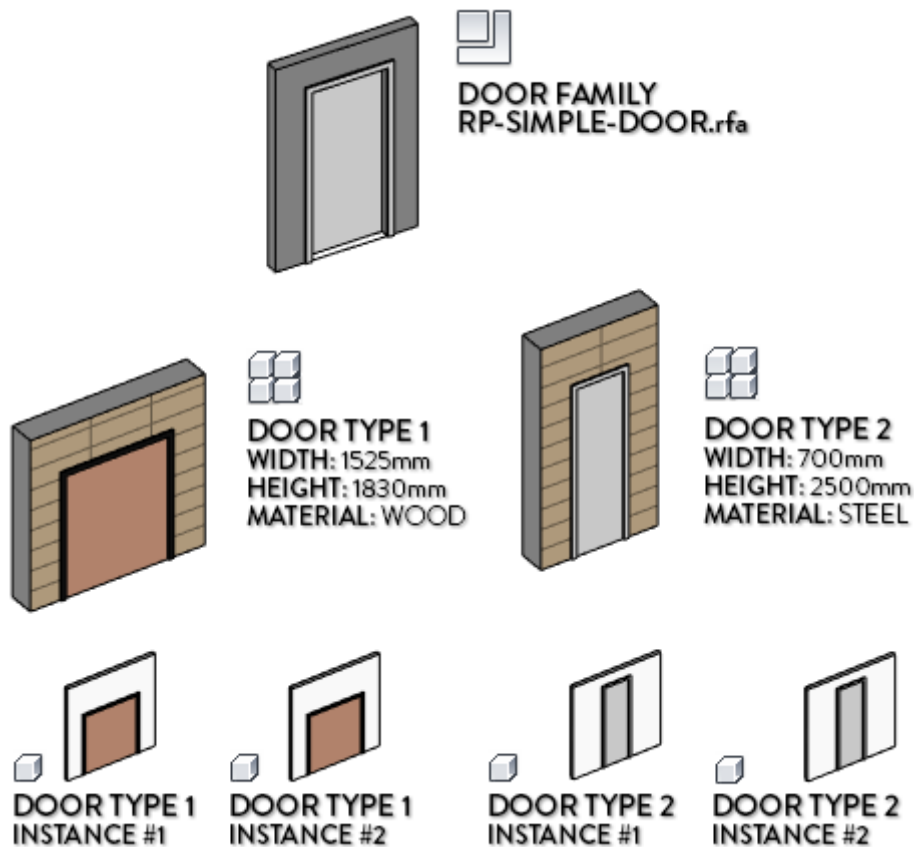 DOOR FAMILY
RP-SIMPLE-DOOR.rfa
DOOR TYPE 1
WIDTH: 1525mm
HEIGHT: 1830mm
MATERIAL: WOOD
DOOR TYPE 2
WIDTH: 700mm
HEIGHT: 2500mm
MATERIAL: STEEL
DOOR TYPE 1
INSTANCE #1
DOOR TYPE 1
INSTANCE #2
DOOR TYPE 2
INSTANCE #1
DOOR TYPE 2
INSTANCE #2